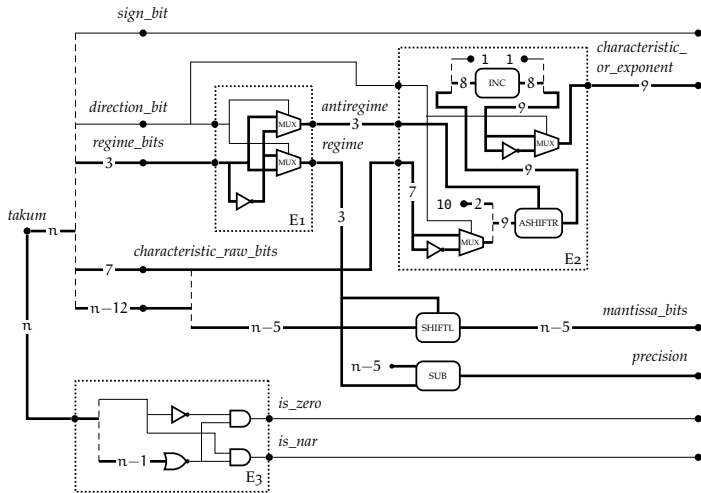 sign_bit
characteristic_
or_exponent
1 1
8 INC 8
9
9
direction_bit
antiregime
MUX
3
MUX
regime_bits
regime
3
MUX
3
9
7
10 2
3
takum
n
9 ASHIFTR
E1
MUX
characteristic_raw_bits
E2
7
n−12
mantissa_bits
n
n−5
SHIFTL
n−5
precision
n−5
SUB
is_zero
is_nar
n−1
E3